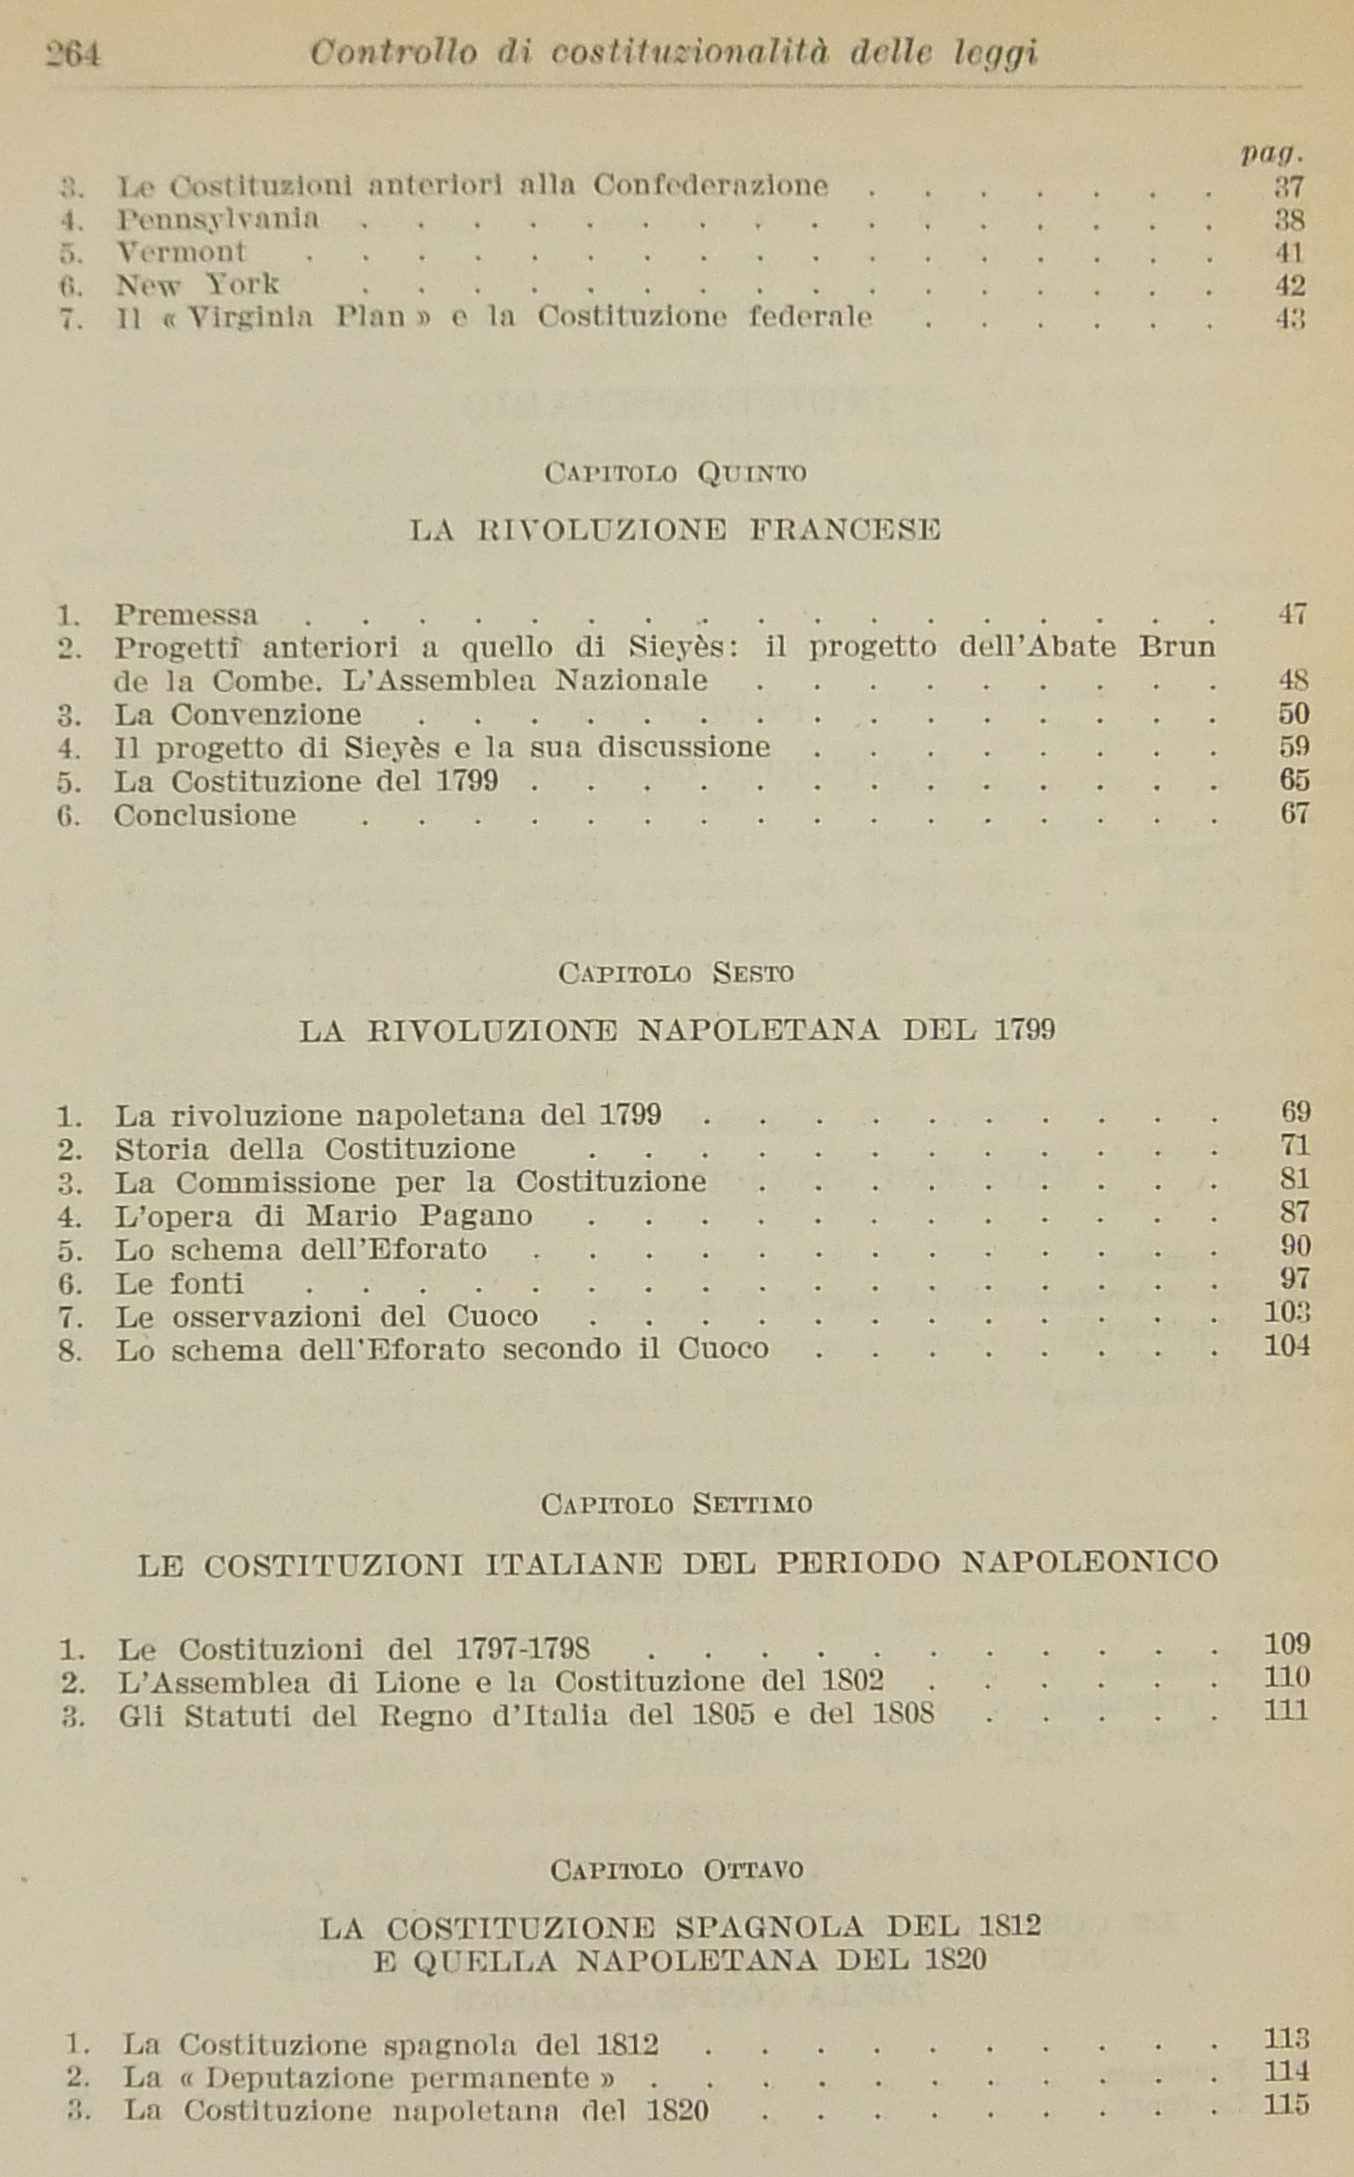 264 Controllo di costituzionalità delle leggi
pag.
3. Le Costituzioni anteriori alla Confederazione . . . . . . . 37
4. Pennsylvania . . . . . . . . . . . . . . . . 38
5. Vermont . . . . . . . . . . . . . . . . . 41
6. New York . . . . . . . . . . . . . . . . 42
7. Il « Virginia Plan » e la Costituzione federale . . . . . . 43
Capitolo Quinto
LA RIVOLUZIONE FRANCESE
1. Premessa . . . . . . . . . . . . . . . . . 47
2. Progetti anteriori a quello di Sieyès: il progetto dell'Abate Brun
de la Combe. L'Assemblea Nazionale . . . . . . . . . 48
3. La Convenzione . . . . . . . . . . . . . . . 50
4. Il progetto di Sieyès e la sua discussione . . . . . . . . 59
5. La Costituzione del 1799 . . . . . . . . . . . . . 65
6. Conclusione . . . . . . . . . . . . . . . . 67
Capitolo Sesto
LA RIVOLUZIONE NAPOLETANA DEL 1799
1. La rivoluzione napoletana del 1799 . . . . . . . . . . 69
2. Storia della Costituzione . . . . . . . . . . . . 71
3. La Commissione per la Costituzione . . . . . . . . . 81
4. L'opera di Mario Pagano . . . . . . . . . . . . 87
5. Lo schema dell'Eforato . . . . . . . . . . . . . 90
6. Le fonti . . . . . . . . . . . . . . . . . 97
7. Le osservazioni del Cuoco . . . . . . . . . . . . 103
8. Lo schema dell'Eforato secondo il Cuoco . . . . . . . . 104
Capitolo Settimo
LE COSTITUZIONI ITALIANE DEL PERIODO NAPOLEONICO
1. Le Costituzioni del 1797-1798 . . . . . . . . . . . 109
2. L'Assemblea di Lione e la Costituzione del 1802 . . . . . . 110
3. Gli Statuti del Regno d'Italia del 1805 e del 1808 . . . . . 111
Capitolo Ottavo
LA COSTITUZIONE SPAGNOLA DEL 1812
E QUELLA NAPOLETANA DEL 1820
1. La Costituzione spagnola del 1812 . . . . . . . . . . 113
2. La « Deputazione permanente » . . . . . . . . . . . 114
3. La Costituzione napoletana del 1820 . . . . . . . . . 115